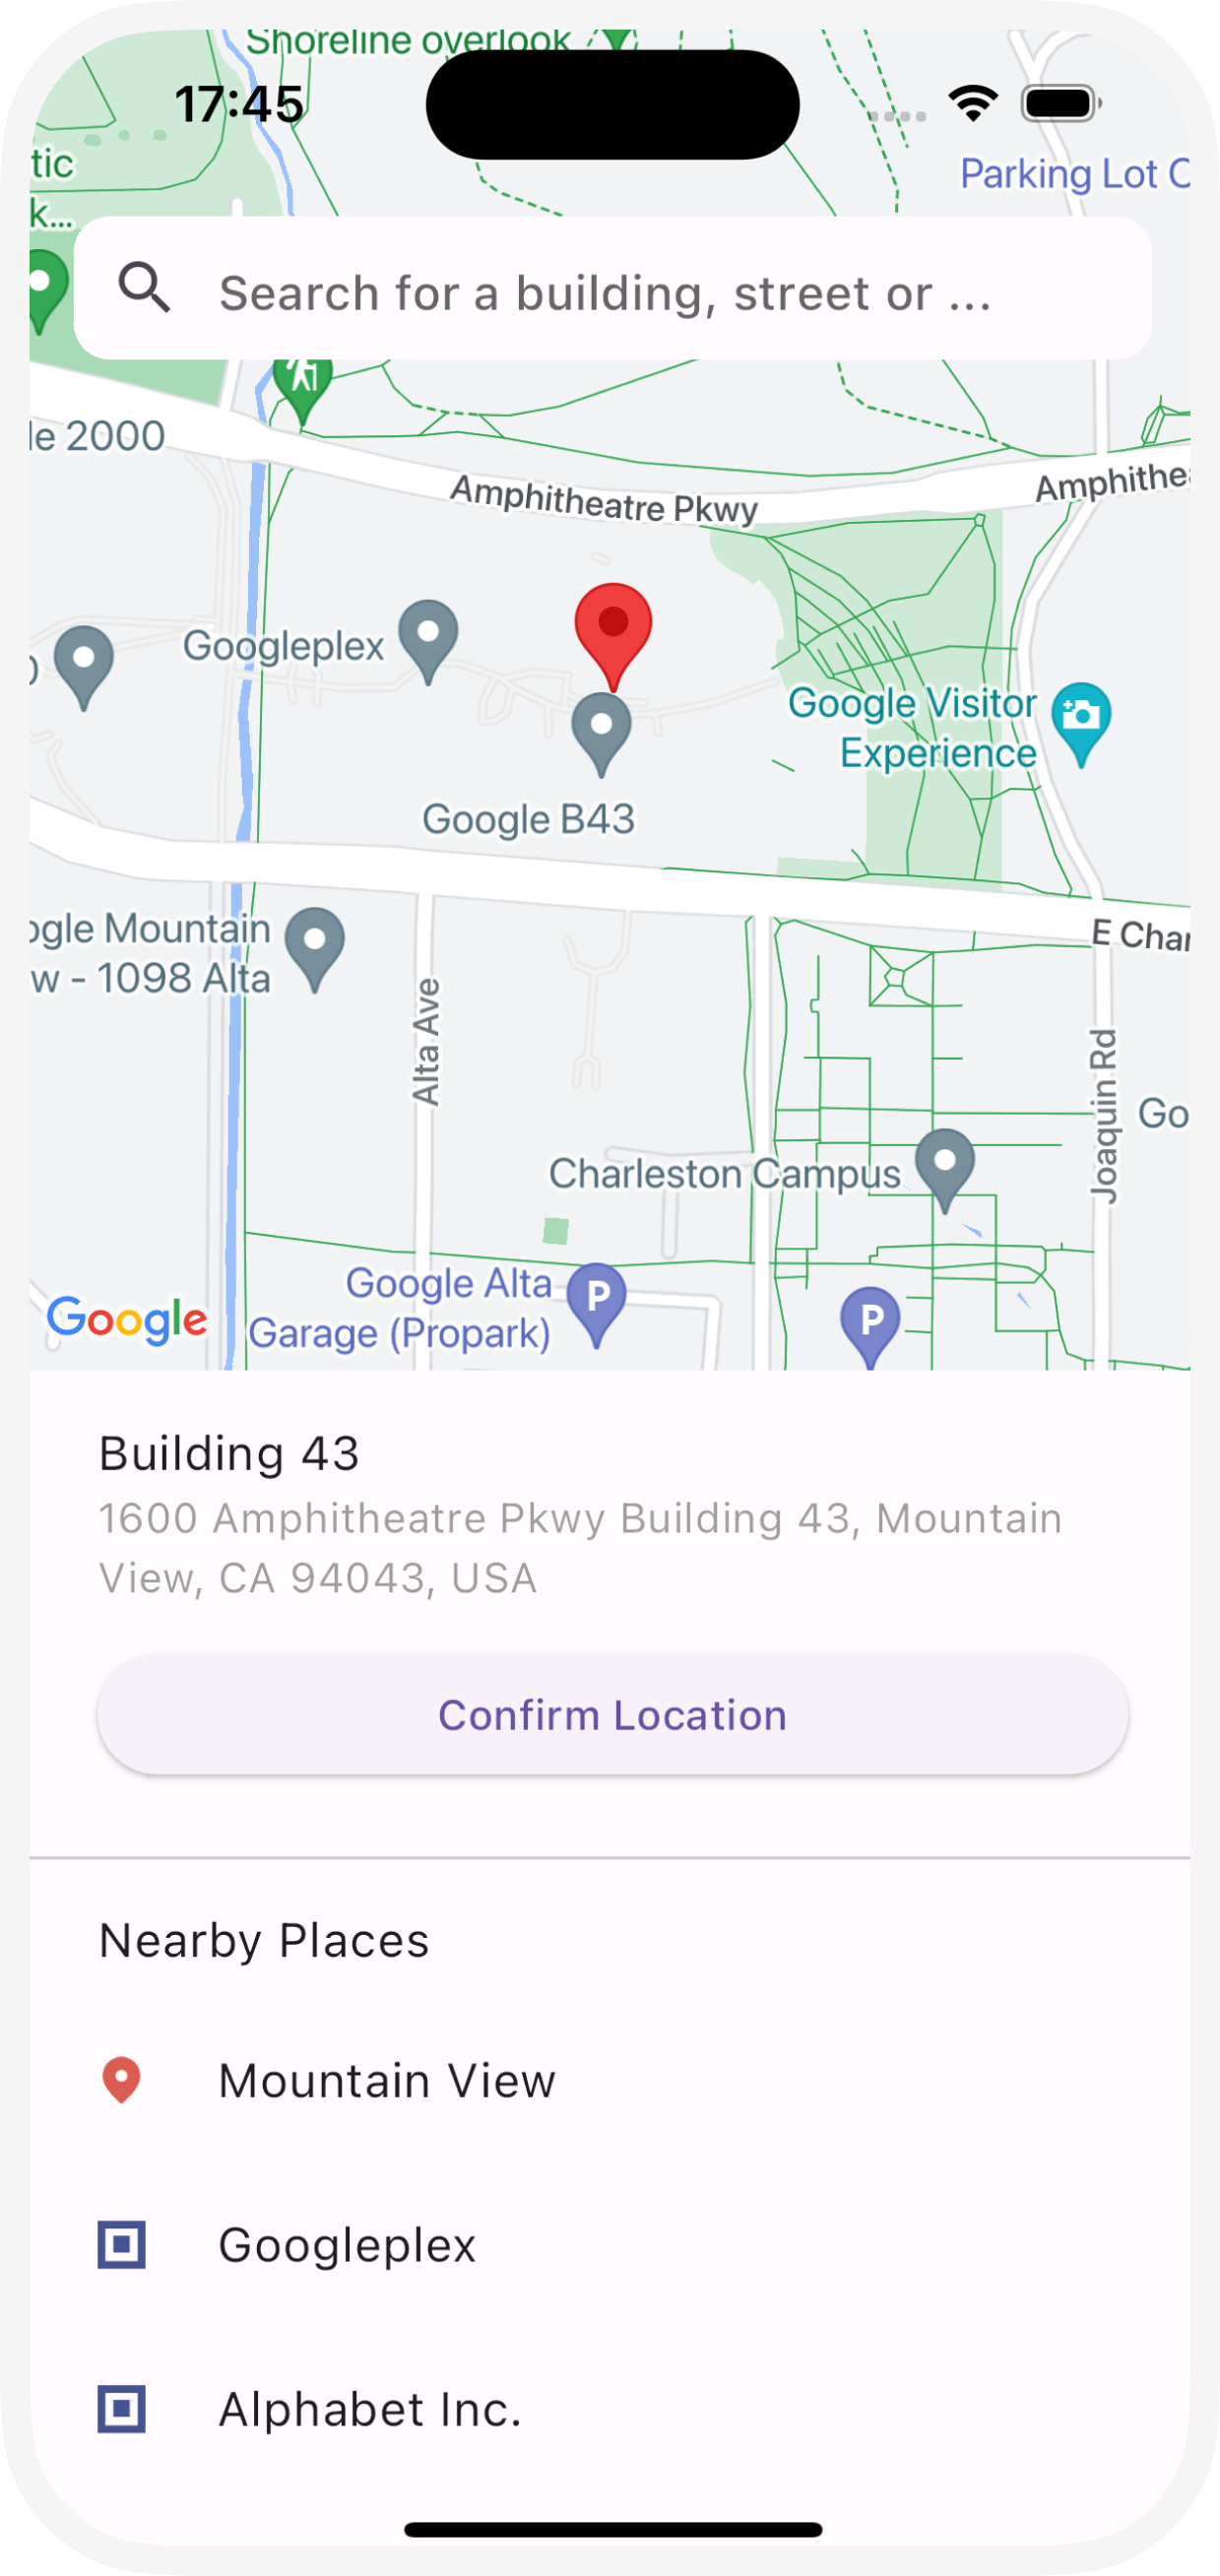 Shoreline overlook
17:45
tic
Parking Lot C
k...
Search for a building, street or ...
le 2000
Amphitheatre Pkwy
Amphithea
Googleplex
Google Visitor
Experience
Google B43
E Char
ogle Mountain
w - 1098 Alta
Alta Ave
Joaquin Rd
Go
Charleston Campus
Google Alta
Garage (Propark)
P
P
Google
Building 43
1600 Amphitheatre Pkwy Building 43, Mountain
View, CA 94043, USA
Confirm Location
Nearby Places
Mountain View
Googleplex
Alphabet Inc.